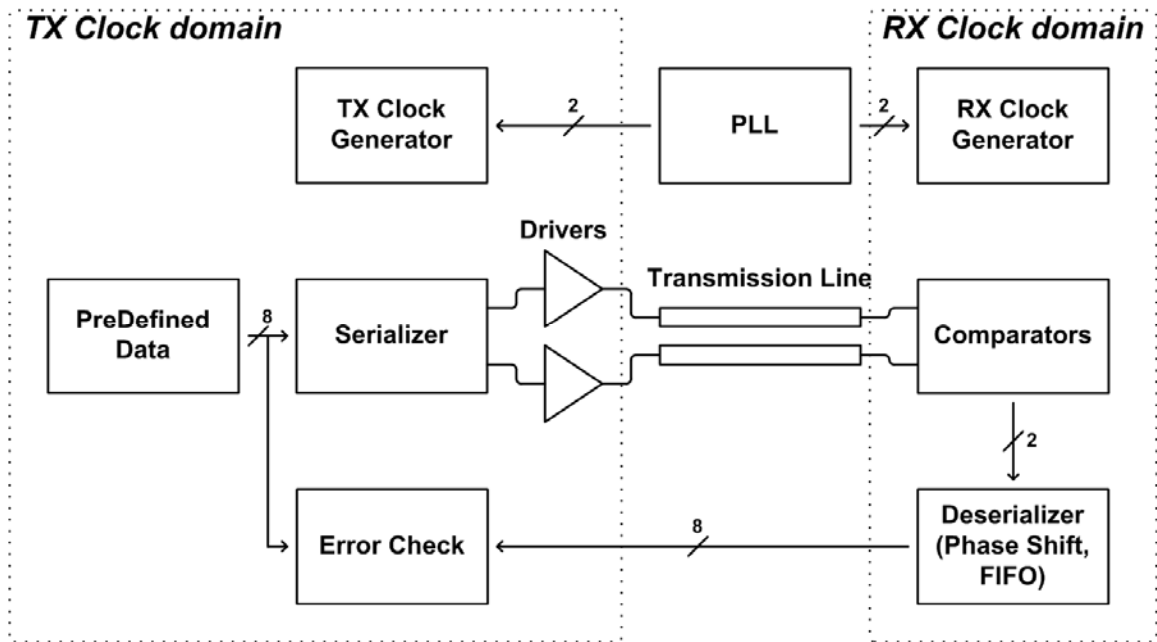 TX Clock domain
RX Clock domain
TX Clock
Generator
2
PLL
2
RX Clock
Generator
Drivers
Transmission Line
PreDefined
Data
8
Serializer
Comparators
2
Error Check
8
Deserializer
(Phase Shift,
FIFO)